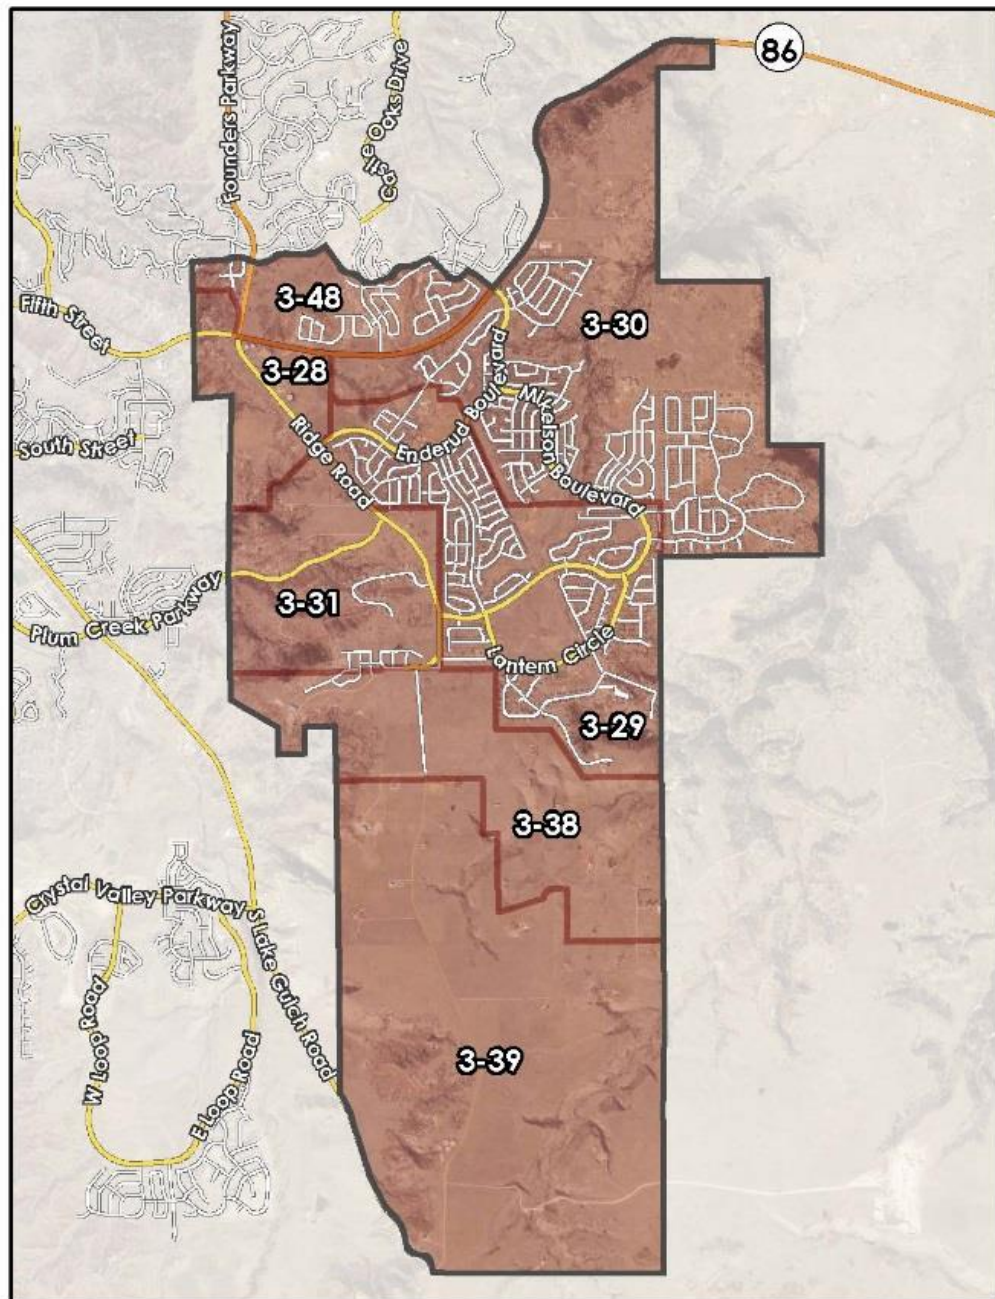 86
Founders Parkway
Castle Oaks Drive
3-48
3-30
Fifth Street
3-28
Enderud Boulevard
Mikelson Boulevard
Ridge Road
South Street
3-31
Plum Creek Parkway
Lantern Circle
3-29
3-38
Crystal Valley Parkway
S Lake Gulch Road
W Loop Road
E Loop Road
3-39